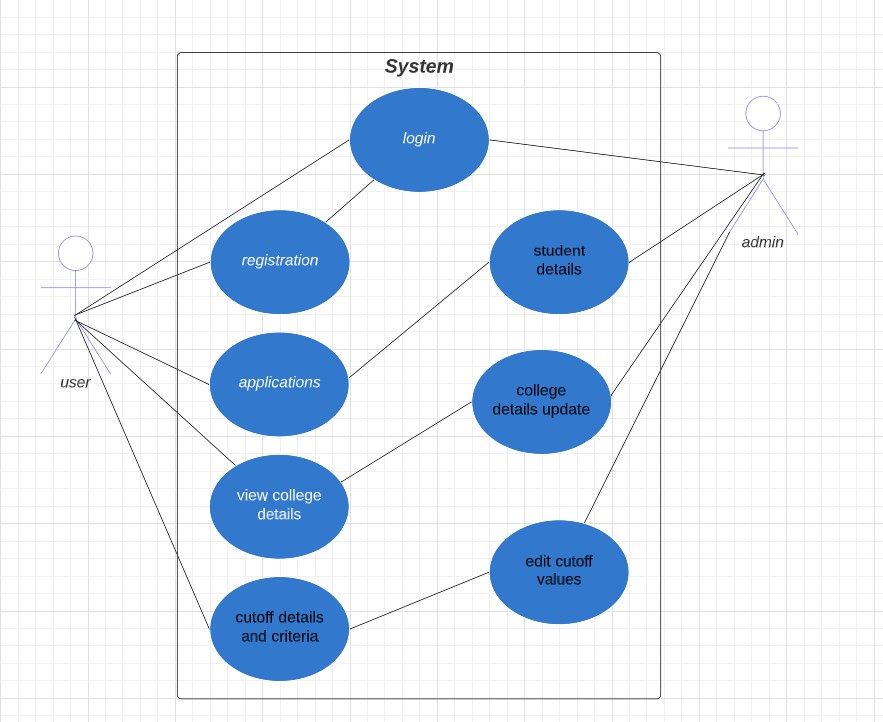 System
login
registration
student
details
admin
applications
user
college
details update
view college
details
edit cutoff
values
cutoff details
and criteria